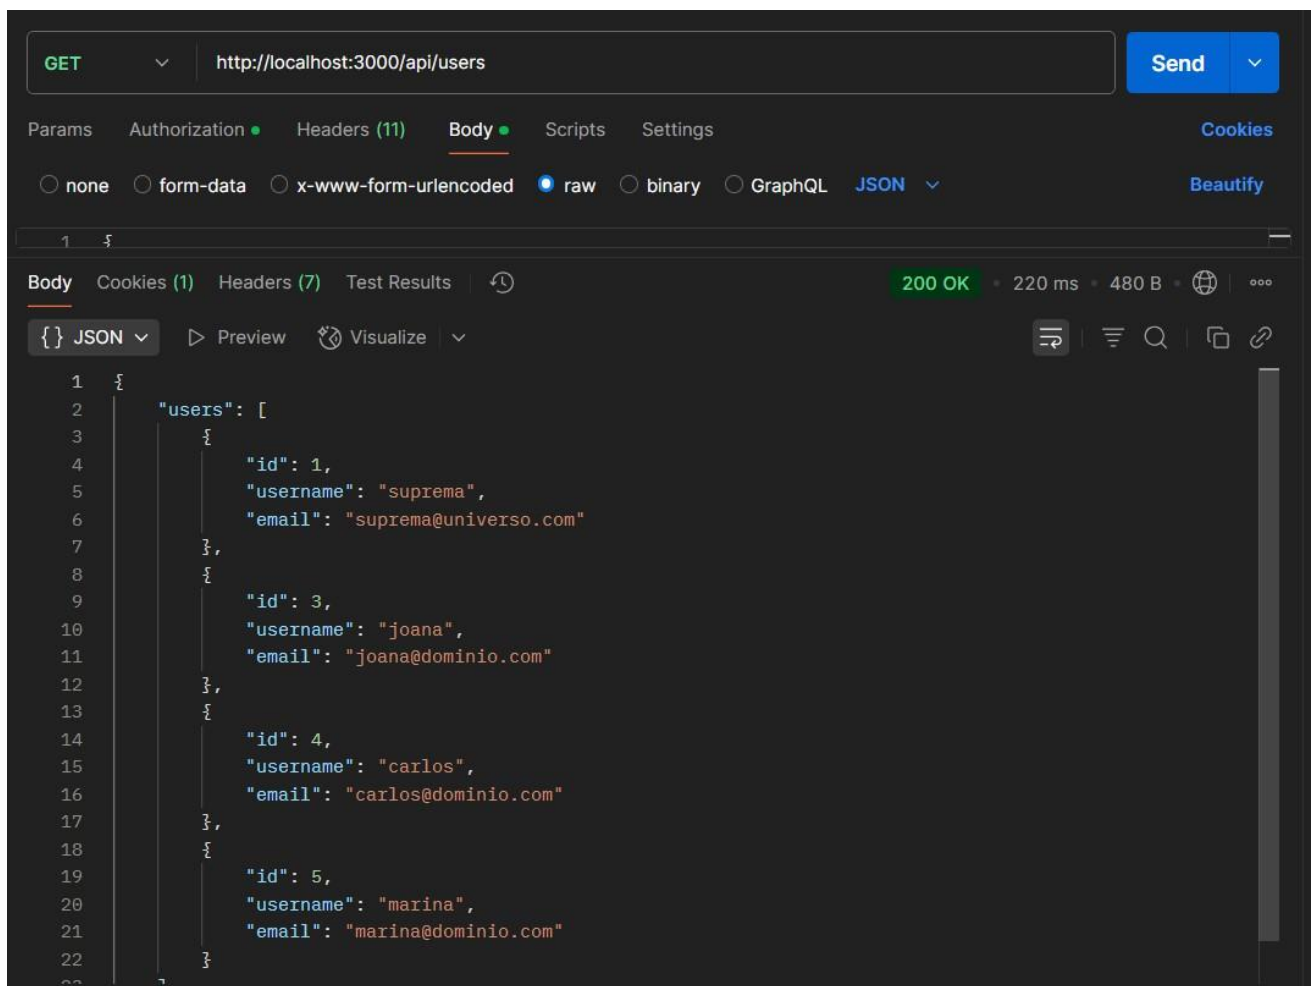 GET http://localhost:3000/api/users Send
Params Authorization Headers (11) Body Scripts Settings Cookies
none form-data x-www-form-urlencoded raw binary GraphQL JSON Beautify
1 {
Body Cookies (1) Headers (7) Test Results 200 OK 220 ms 480 B
{} JSON Preview Visualize
1 {
2 "users": [
3 {
4 "id": 1,
5 "username": "suprema",
6 "email": "suprema@universo.com"
7 },
8 {
9 "id": 3,
10 "username": "joana",
11 "email": "joana@dominio.com"
12 },
13 {
14 "id": 4,
15 "username": "carlos",
16 "email": "carlos@dominio.com"
17 },
18 {
19 "id": 5,
20 "username": "marina",
21 "email": "marina@dominio.com"
22 }